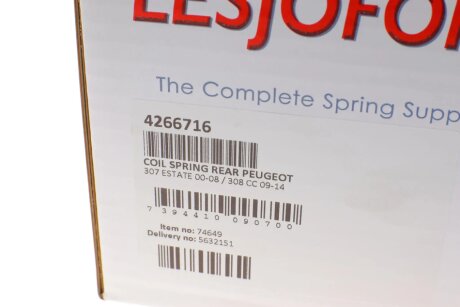 LESJÖFOR
The Complete Spring Supp
4266716
COIL SPRING REAR PEUGEOT
307 ESTATE 00-08 / 308 CC 09-14
7 394410 090700
Item no: 74649
Delivery no: 5632151